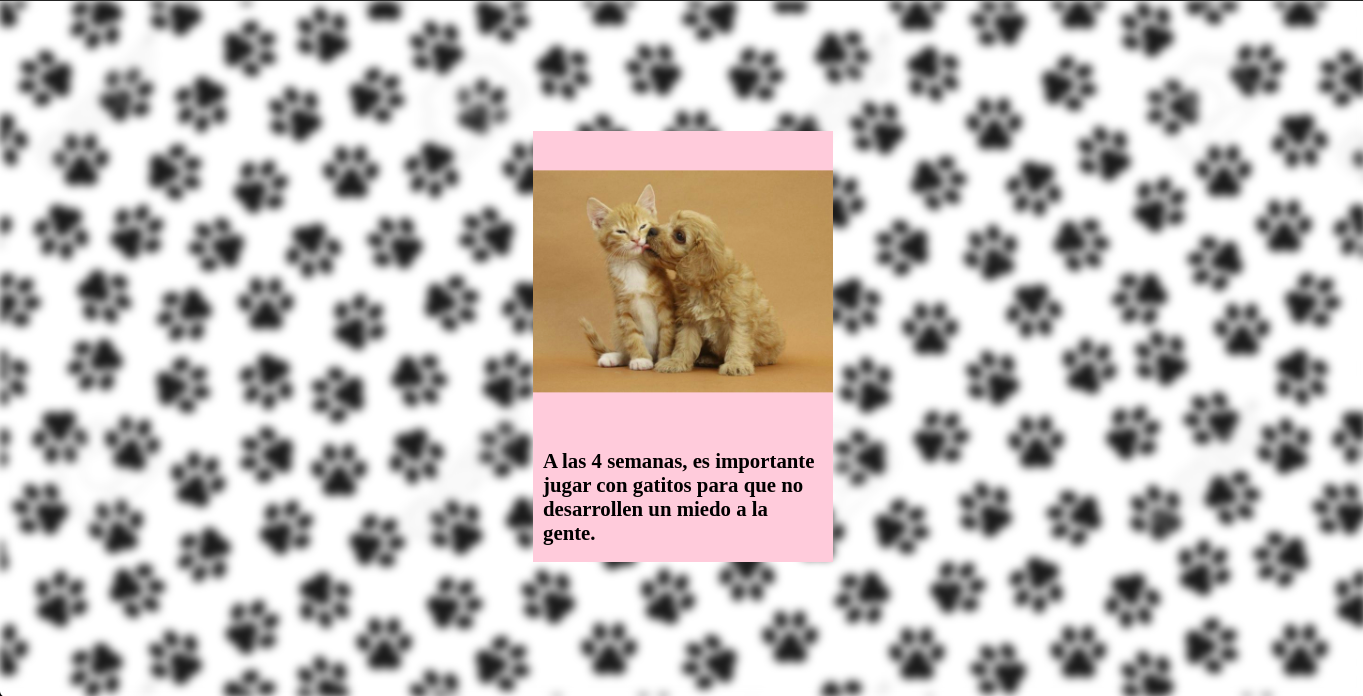 A las 4 semanas, es importante
jugar con gatitos para que no
desarrollen un miedo a la
gente.